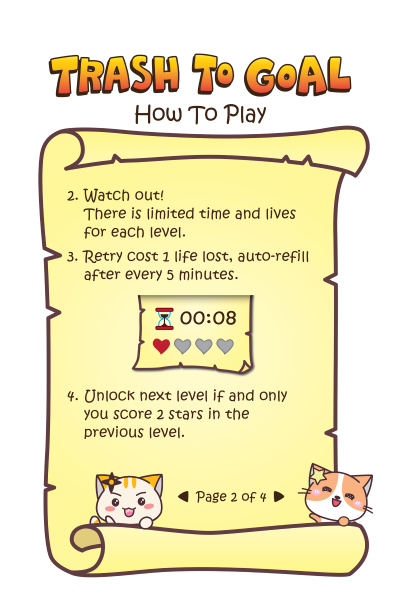 TRASH TO GOAL
How To Play
2. Watch out!
There is limited time and lives
for each level.
3. Retry cost 1 life lost, auto-refill
after every 5 minutes.
00:08
4. Unlock next level if and only
you score 2 stars in the
previous level.
Page 2 of 4